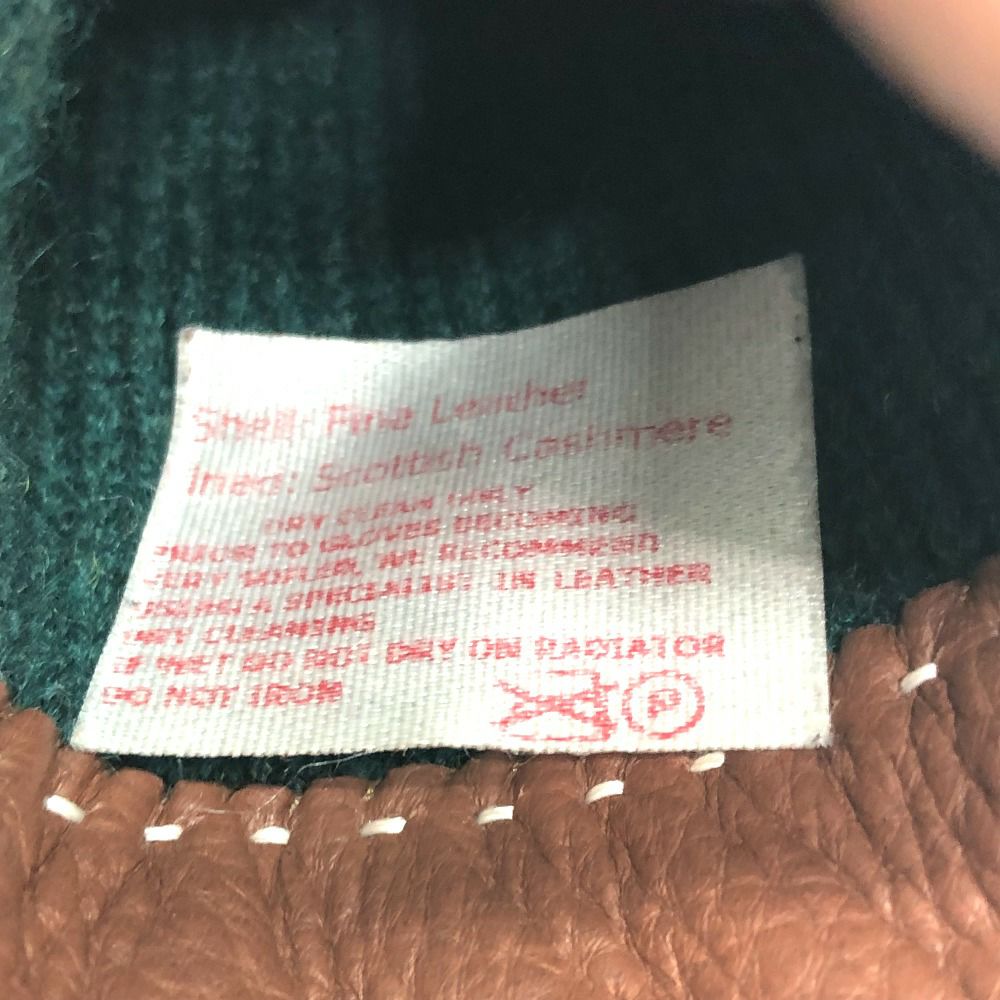 Shell: Fine Leather
ined: Scottish Cashmere
DRY CLEAN ONLY
PRIOR TO GLOVES BECOMING
VERY SOILED, WE RECOMMEND
USING A SPECIALIST IN LEATHER
DRY CLEANING
IF WET DO NOT DRY ON RADIATOR
DO NOT IRON